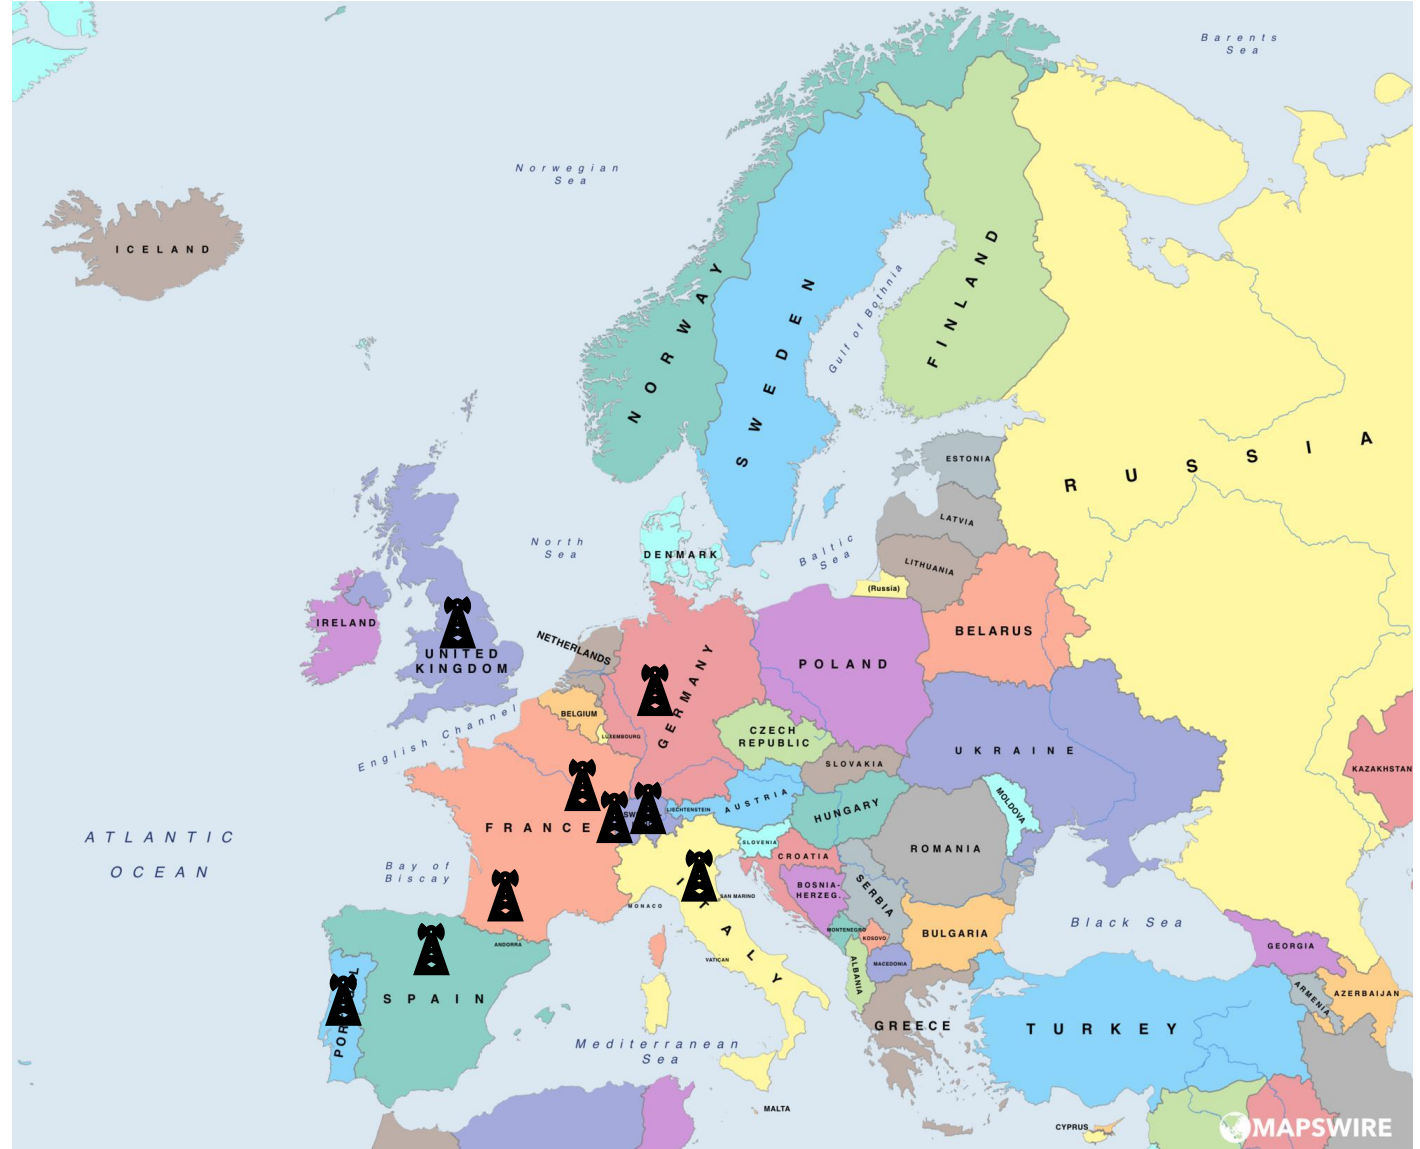 Barents
Sea
Norwegian
Sea
ICELAND
NORWAY
SWEDEN
FINLAND
Gulf of Bothnia
RUSSIA
ESTONIA
LATVIA
LITHUANIA
(Russia)
Baltic
Sea
North
Sea
DENMARK
IRELAND
UNITED
KINGDOM
NETHERLANDS
BELGIUM
LUXEMBOURG
GERMANY
POLAND
BELARUS
English Channel
CZECH
REPUBLIC
SLOVAKIA
UKRAINE
KAZAKHSTAN
ATLANTIC
OCEAN
FRANCE
LIECHTENSTEIN
AUSTRIA
HUNGARY
MOLDOVA
SLOVENIA
CROATIA
ROMANIA
Bay of
Biscay
MONACO
ITALY
SAN MARINO
BOSNIA-
HERZEG.
SERBIA
MONTENEGRO
KOSOVO
BULGARIA
Black Sea
GEORGIA
ANDORRA
VATICAN
ALBANIA
MACEDONIA
ARMENIA
AZERBAIJAN
SPAIN
GREECE
TURKEY
Mediterranean
Sea
MALTA
CYPRUS
MAPSWIRE